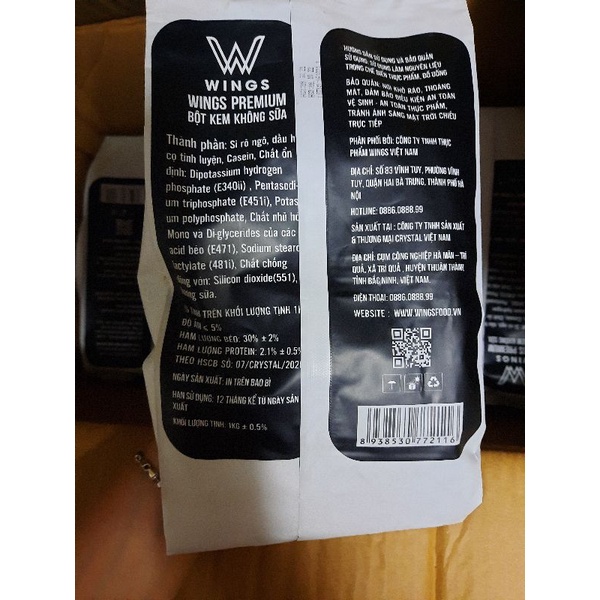 WINGS
WINGS PREMIUM
BỘT KEM KHÔNG SỮA
Thành phần: Si rô ngô, dầu h
cọ tinh luyện, Casein, Chất ổn
định: Dipotassium hydrogen
phosphate (E340ii) , Pentasodi-
um triphosphate (E451i), Potas
um polyphosphate, Chất nhũ h
Mono và Di-glycerides của các
acid béo (E471), Sodium stearo
lactylate (481i), Chất chống
vón: Silicon dioxide(551),
sữa.
TÍNH TRÊN KHỐI LƯỢNG TỊNH 1K
ĐỘ ẨM < 5%
HÀM LƯỢNG BÉO: 30% ± 2%
HÀM LƯỢNG PROTEIN: 2.1% ± 0.5%
THEO HSCB SỐ: 07/CRYSTAL/202
NGÀY SẢN XUẤT: IN TRÊN BAO BÌ
HẠN SỬ DỤNG: 12 THÁNG KỂ TỪ NGÀY SẢN
XUẤT
KHỐI LƯỢNG TỊNH: 1KG ± 0.5%
HƯỚNG DẪN SỬ DỤNG VÀ BẢO QUẢN
SỬ DỤNG: SỬ DỤNG LÀM NGUYÊN LIỆU
TRONG CHẾ BIẾN THỰC PHẨM, ĐỒ UỐNG
BẢO QUẢN: NƠI KHÔ RÁO, THOÁNG
MÁT, ĐẢM BẢO ĐIỀU KIỆN AN TOÀN
VỆ SINH - AN TOÀN THỰC PHẨM,
TRÁNH ÁNH SÁNG MẶT TRỜI CHIẾU
TRỰC TIẾP
PHÂN PHỐI BỞI: CÔNG TY TNHH THỰC
PHẨM WINGS VIỆT NAM
ĐỊA CHỈ: SỐ 83 VĨNH TUY, PHƯỜNG VĨNH
TUY, QUẬN HAI BÀ TRƯNG, THÀNH PHỐ HÀ
NỘI
HOTLINE: 0886.0888.99
SẢN XUẤT TẠI : CÔNG TY TNHH SẢN XUẤT
& THƯƠNG MẠI CRYSTAL VIỆT NAM
ĐỊA CHỈ: CỤM CÔNG NGHIỆP HÀ MÃN – TRÍ
QUẢ, XÃ TRÍ QUẢ , HUYỆN THUẬN THÀNH,
TỈNH BẮC NINH, VIỆT NAM.
ĐIỆN THOẠI: 0886.0888.99
WEBSITE : WWW.WINGSFOOD.VN
8 938530 772116
WINGS